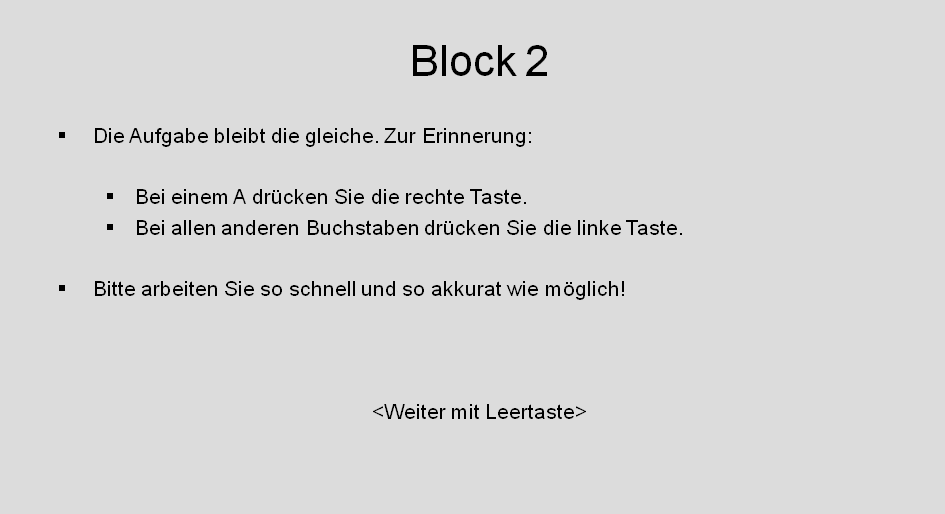 Block 2
▪ Die Aufgabe bleibt die gleiche. Zur Erinnerung:
▪ Bei einem A drücken Sie die rechte Taste.
▪ Bei allen anderen Buchstaben drücken Sie die linke Taste.
▪ Bitte arbeiten Sie so schnell und so akkurat wie möglich!
<Weiter mit Leertaste>